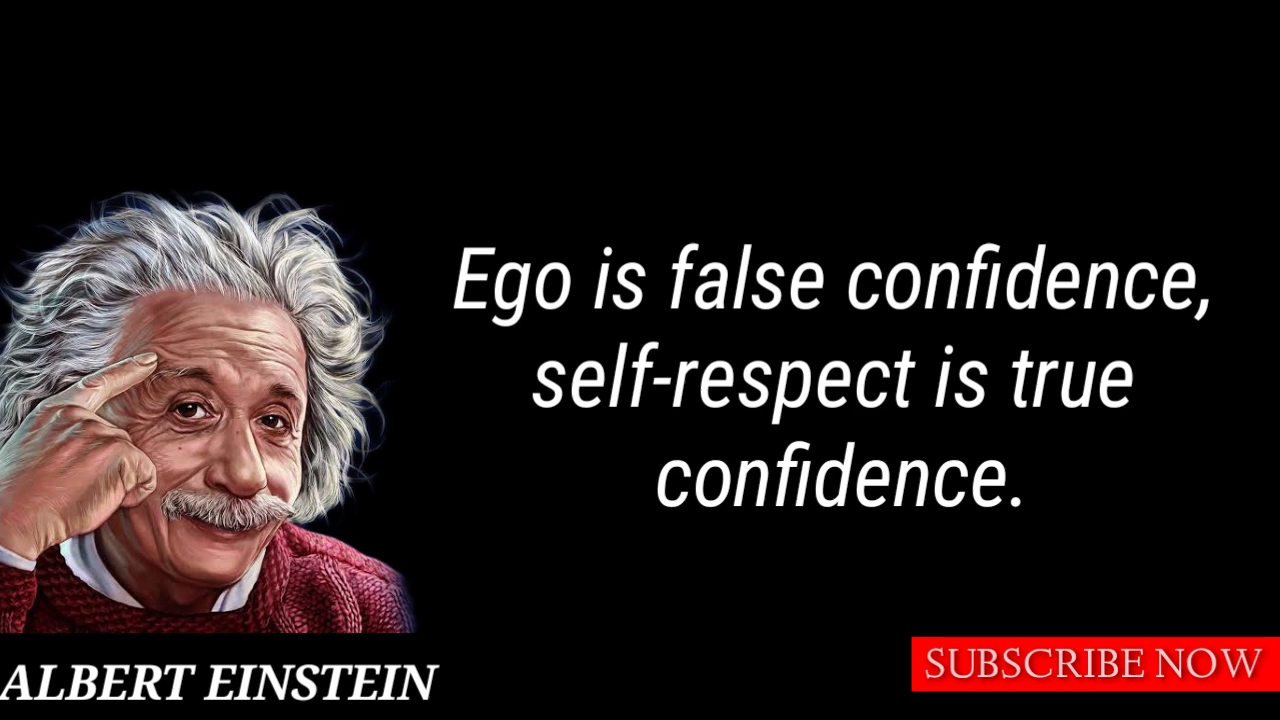 Ego is false confidence,
self-respect is true
confidence.
ALBERT EINSTEIN
SUBSCRIBE NOW